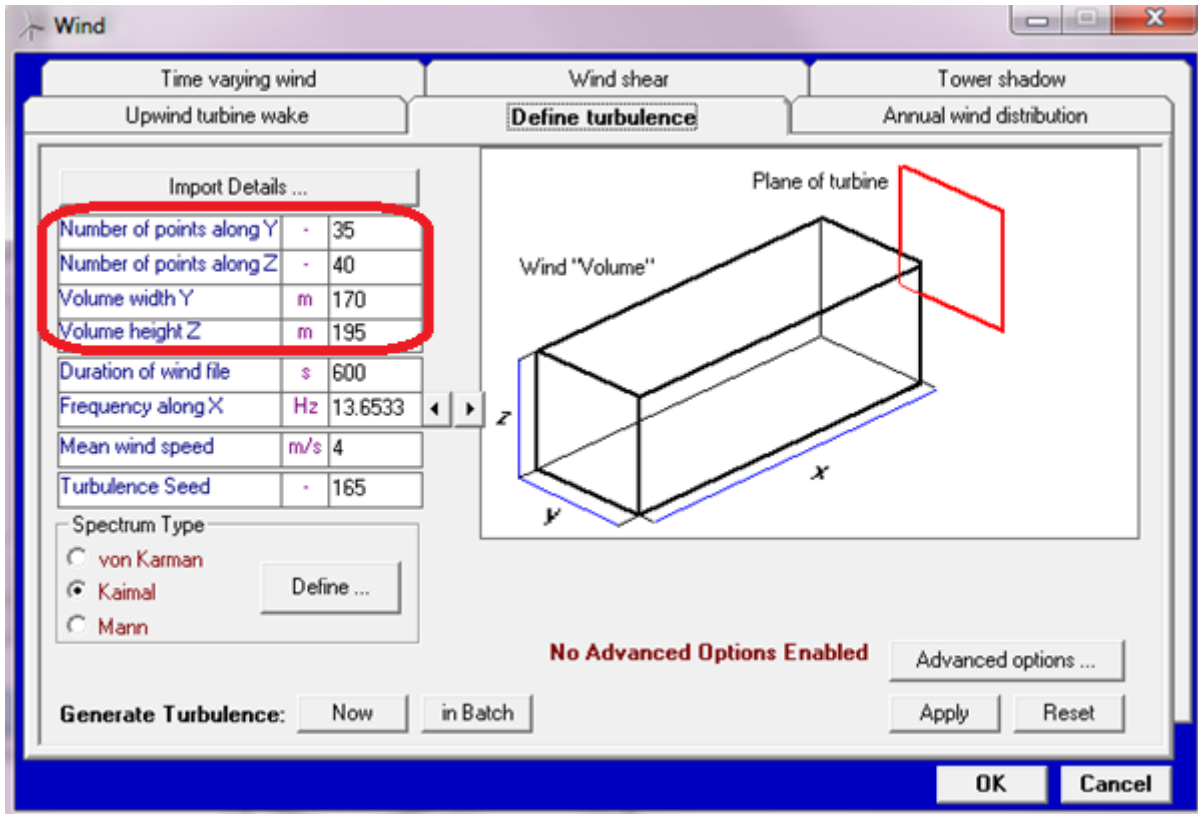 Wind
Time varying wind Wind shear Tower shadow
Upwind turbine wake Define turbulence Annual wind distribution
Import Details ...
Number of points along Y - 35
Number of points along Z - 40
Volume width Y m 170
Volume height Z m 195
Duration of wind file s 600
Frequency along X Hz 13.6533
Mean wind speed m/s 4
Turbulence Seed - 165
Spectrum Type
von Karman
Kaimal
Mann
Define ...
Plane of turbine
Wind "Volume"
z
x
y
No Advanced Options Enabled Advanced options ...
Generate Turbulence: Now in Batch Apply Reset
OK Cancel